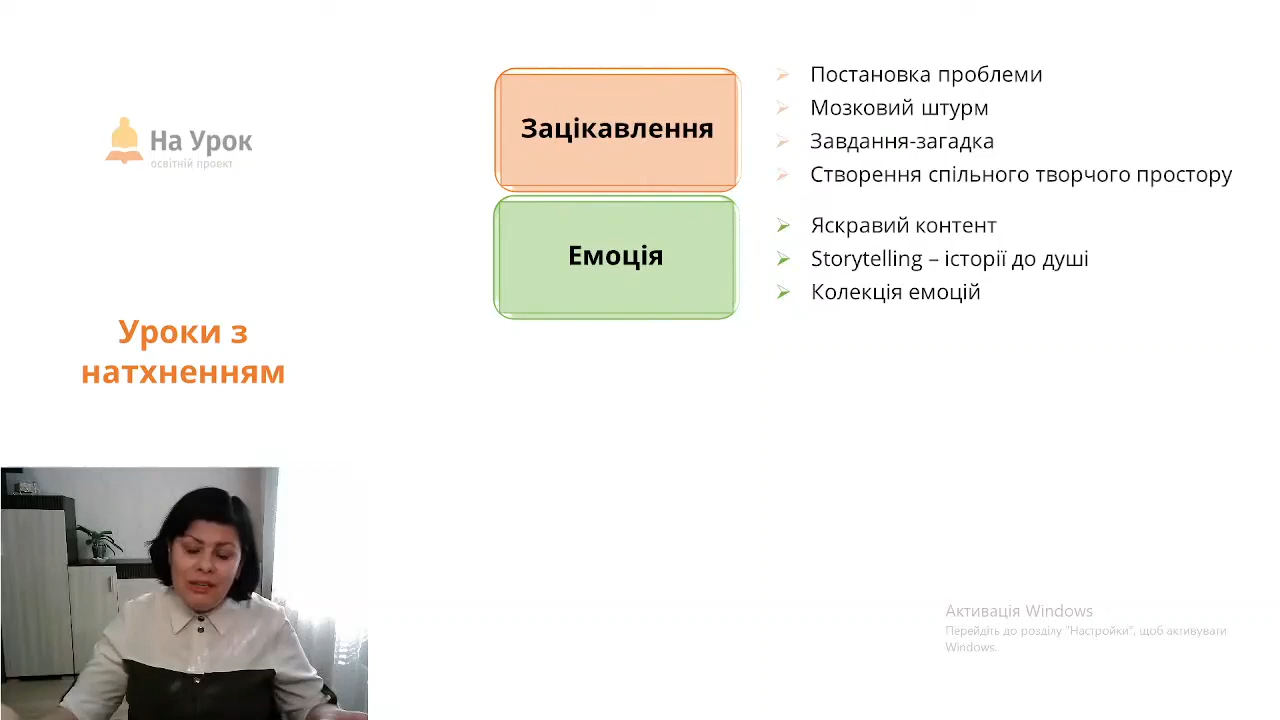 На Урок
освітній проект
Уроки з
натхненням
Зацікавлення
Постановка проблеми
Мозковий штурм
Завдання-загадка
Створення спільного творчого простору
Емоція
Яскравий контент
Storytelling – історії до душі
Колекція емоцій
Активація Windows
Перейдіть до розділу "Настройки", щоб активувати
Windows.